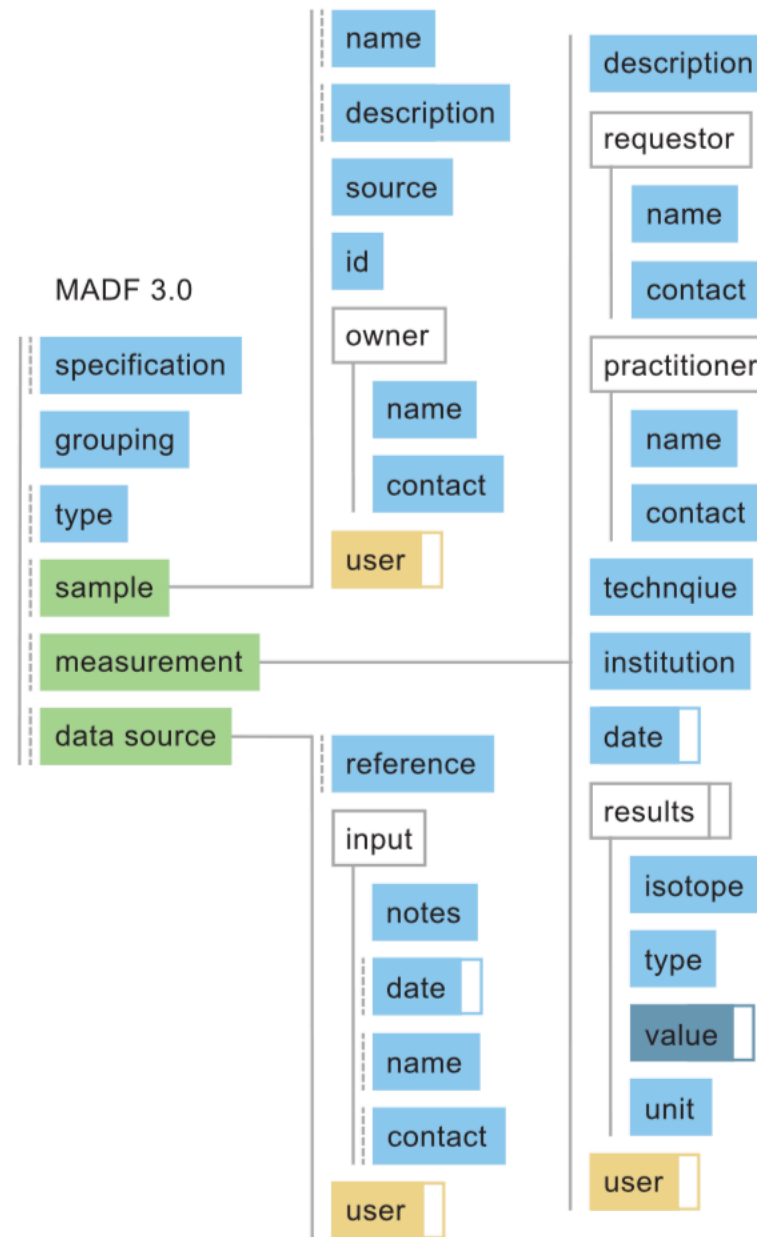 MADF 3.0
specification
grouping
type
sample
measurement
data source
name
description
source
id
owner
name
contact
user
reference
input
notes
date
name
contact
user
description
requestor
name
contact
practitioner
name
contact
technqiue
institution
date
results
isotope
type
value
unit
user